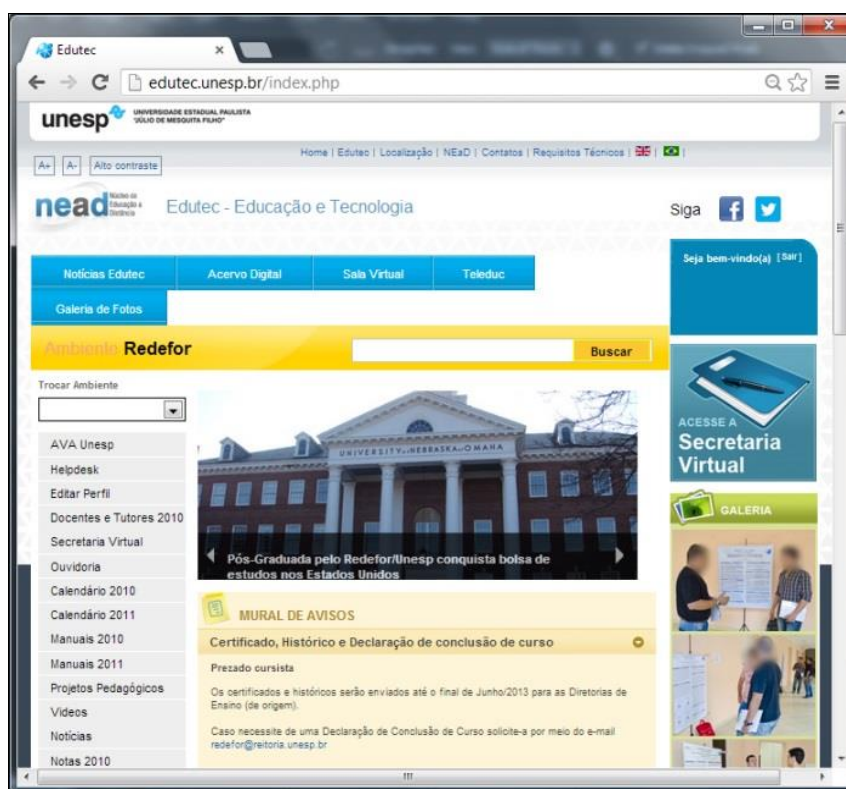 Edutec
edutec.unesp.br/index.php
unesp
UNIVERSIDADE ESTADUAL PAULISTA
"JÚLIO DE MESQUITA FILHO"
Home | Edutec | Localização | NEaD | Contatos | Requisitos Técnicos |
A+ A- Alto contraste
nead Núcleo de
Educação a
Distância
Edutec - Educação e Tecnologia
Siga
Seja bem-vindo(a) [Sair]
Notícias Edutec Acervo Digital Sala Virtual Teleduc
Galeria de Fotos
Ambiente Redefor
Buscar
Trocar Ambiente
AVA Unesp
Helpdesk
Editar Perfil
Docentes e Tutores 2010
Secretaria Virtual
Ouvidoria
Calendário 2010
Calendário 2011
Manuais 2010
Manuais 2011
Projetos Pedagógicos
Videos
Notícias
Notas 2010
UNIVERSITY OF NEBRASKA AT OMAHA
Pós-Graduada pelo Redefor/Unesp conquista bolsa de
estudos nos Estados Unidos
MURAL DE AVISOS
Certificado, Histórico e Declaração de conclusão de curso
Prezado cursista
Os certificados e históricos serão enviados até o final de Junho/2013 para as Diretorias de
Ensino (de origem).
Caso necessite de uma Declaração de Conclusão de Curso solicite-a por meio do e-mail
redefor@reitoria.unesp.br
ACESSE A
Secretaria
Virtual
GALERIA